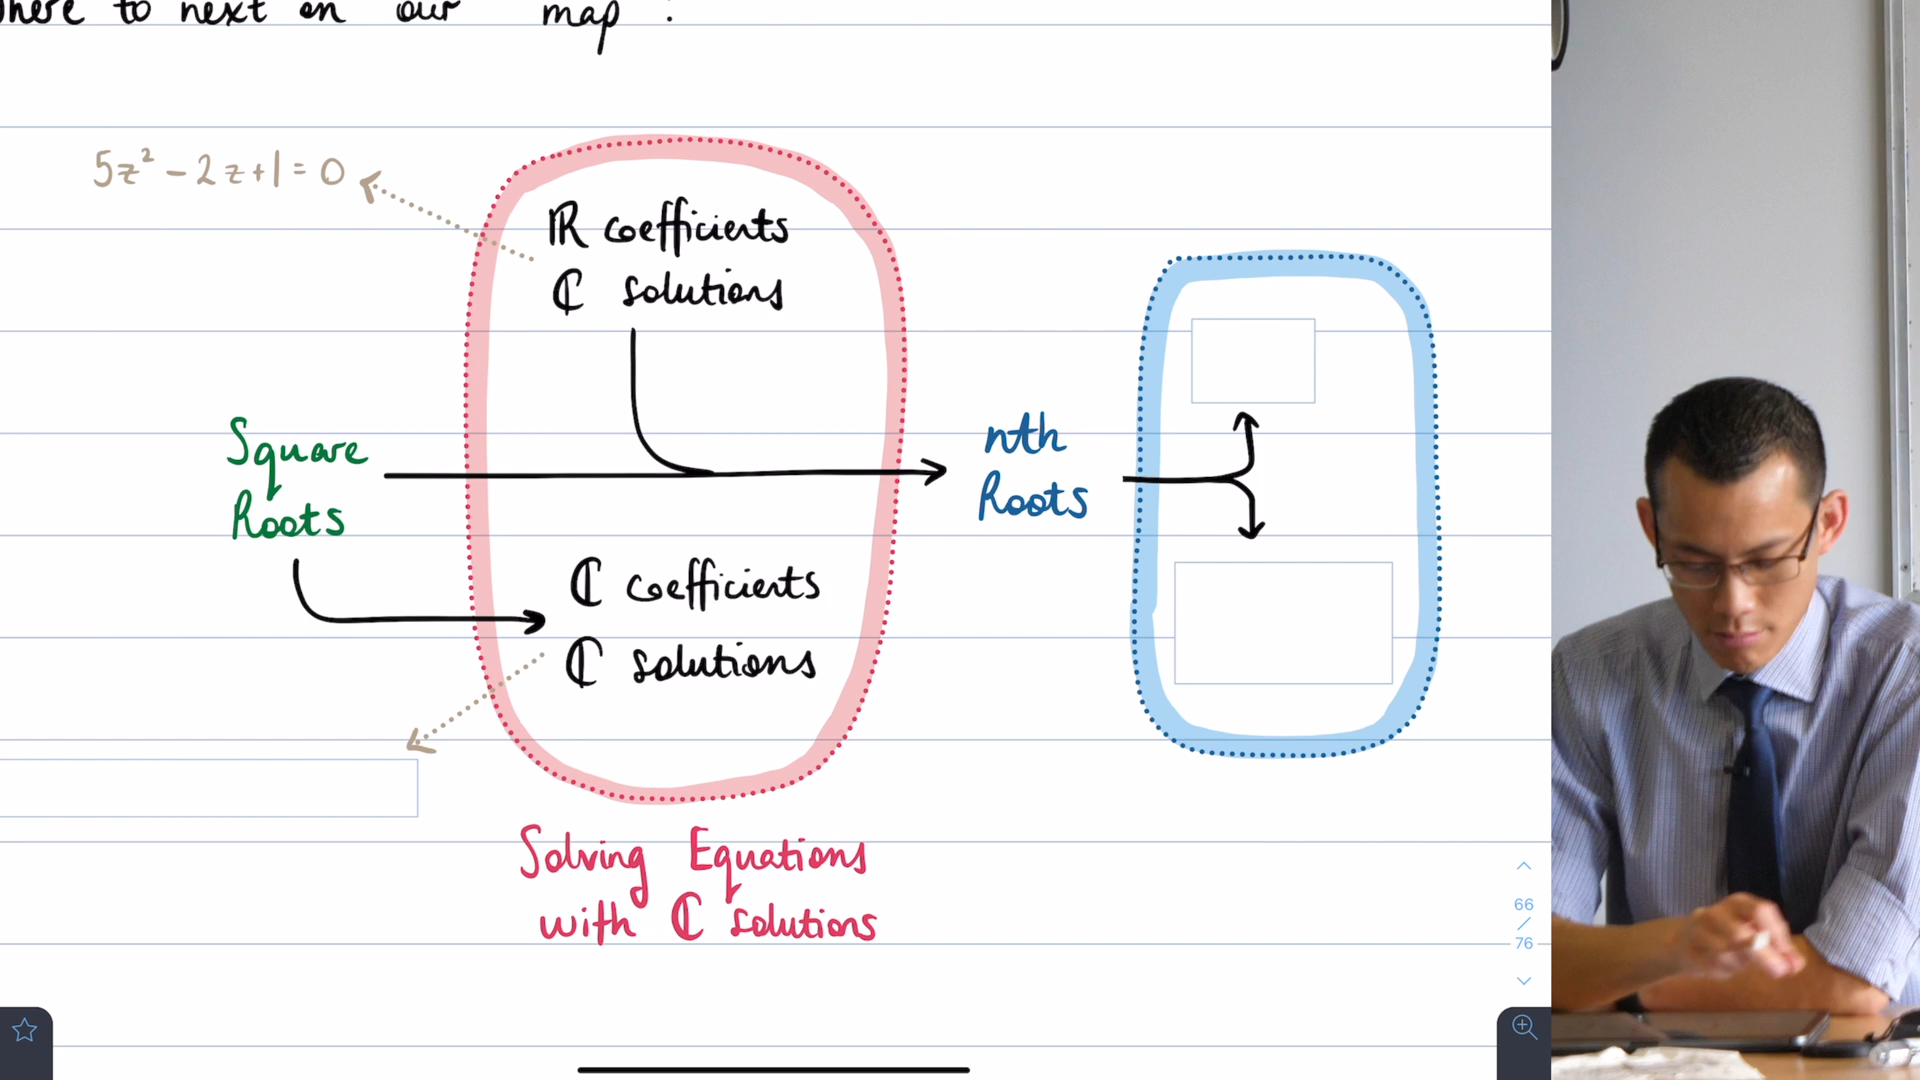 here to next on our map ?
5z² - 2z+1 = 0
ℝ coefficients
ℂ solutions
Square
Roots
nth
Roots
ℂ coefficients
ℂ solutions
Solving Equations
with ℂ solutions
66
/
76